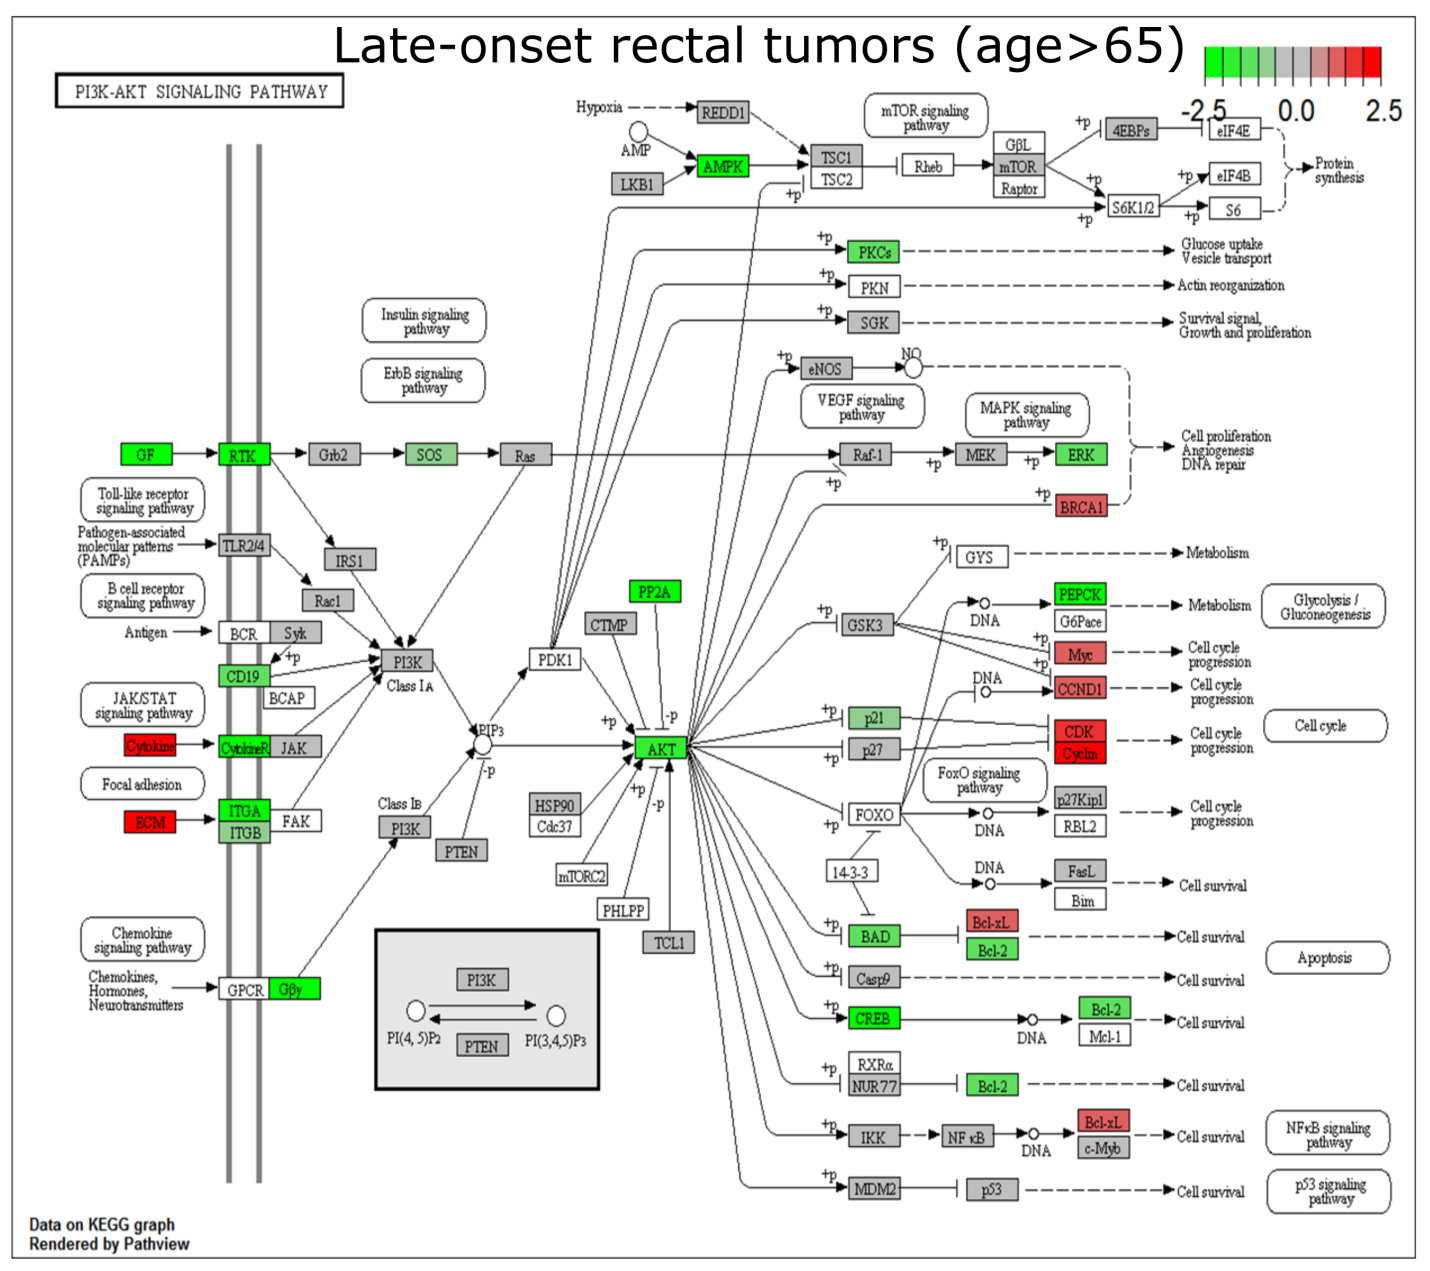 Late-onset rectal tumors (age>65)
-2.5 0.0 2.5
PI3K-AKT SIGNALING PATHWAY
Hypoxia
REDD1
mTOR signaling
pathway
AMP
AMPK
LKB1
TSC1
TSC2
+p
Rheb
GβL
mTOR
Raptor
+p
4EBPs
eIF4E
+p
S6K1/2
+p
+p
eIF4B
+p
S6
Protein
synthesis
+p
PKCs
Glucose uptake
Vesicle transport
+p
PKN
Actin reorganization
+p
SGK
Survival signal,
Growth and proliferation
Insulin signaling
pathway
ErbB signaling
pathway
+p
eNOS
NO
VEGF signaling
pathway
MAPK signaling
pathway
GF
RTK
Grb2
SOS
Ras
Raf-1
+p
MEK
+p
ERK
+p
+p
BRCA1
Cell proliferation
Angiogenesis
DNA repair
Toll-like receptor
signaling pathway
Pathogen-associated
molecular patterns
(PAMPs)
TLR2/4
IRS1
Rac1
B cell receptor
signaling pathway
Antigen
BCR
Syk
+p
CD19
BCAP
PI3K
Class IA
JAK/STAT
signaling pathway
Cytokine
CytokineR
JAK
Focal adhesion
ECM
ITGA
ITGB
FAK
Class IB
PI3K
PTEN
PIP3
-p
PDK1
CTMP
PP2A
+p
-p
AKT
HSP90
Cdc37
+p
-p
mTORC2
PHLPP
TCL1
+p
GYS
Metabolism
+p
GSK3
DNA
PEPCK
G6Pace
Metabolism
Glycolysis /
Gluconeogenesis
+p
Myc
Cell cycle
progression
+p
DNA
CCND1
Cell cycle
progression
+p
p21
+p
p27
CDK
Cyclin
Cell cycle
progression
Cell cycle
FoxO signaling
pathway
+p
FOXO
DNA
p27Kip1
RBL2
Cell cycle
progression
14-3-3
DNA
FasL
Bim
Cell survival
+p
BAD
Bcl-xL
Bcl-2
Cell survival
Apoptosis
+p
Casp9
Cell survival
+p
CREB
DNA
Bcl-2
Mcl-1
Cell survival
+p
RXRα
NUR77
Bcl-2
Cell survival
+p
IKK
NFκB
DNA
Bcl-xL
c-Myb
Cell survival
NFκB signaling
pathway
+p
MDM2
p53
Cell survival
p53 signaling
pathway
Chemokine
signaling pathway
Chemokines,
Hormones,
Neurotransmitters
GPCR
Gβγ
PI3K
PI(4,5)P2
PI(3,4,5)P3
PTEN
Data on KEGG graph
Rendered by Pathview